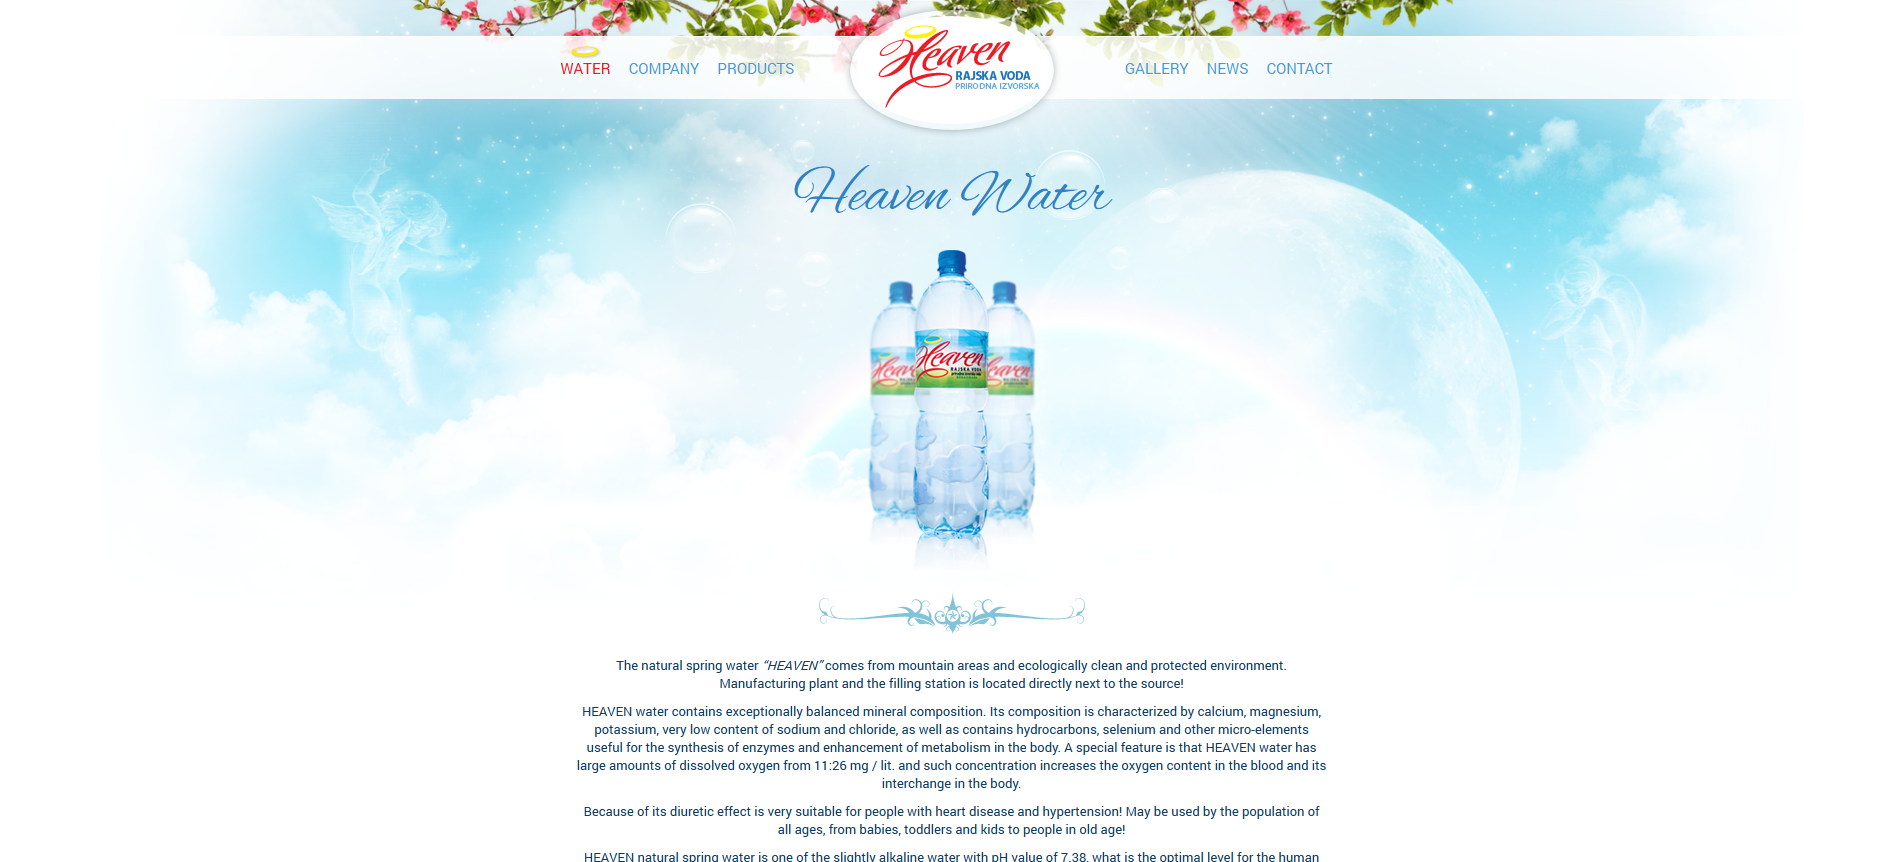 WATER COMPANY PRODUCTS
Heaven
RAJSKA VODA
PRIRODNA IZVORSKA
GALLERY NEWS CONTACT
Heaven Water
Heaven
RAJSKA VODA
The natural spring water “HEAVEN” comes from mountain areas and ecologically clean and protected environment.
Manufacturing plant and the filling station is located directly next to the source!
HEAVEN water contains exceptionally balanced mineral composition. Its composition is characterized by calcium, magnesium,
potassium, very low content of sodium and chloride, as well as contains hydrocarbons, selenium and other micro-elements
useful for the synthesis of enzymes and enhancement of metabolism in the body. A special feature is that HEAVEN water has
large amounts of dissolved oxygen from 11:26 mg / lit. and such concentration increases the oxygen content in the blood and its
interchange in the body.
Because of its diuretic effect is very suitable for people with heart disease and hypertension! May be used by the population of
all ages, from babies, toddlers and kids to people in old age!
HEAVEN natural spring water is one of the slightly alkaline water with pH value of 7.38, what is the optimal level for the human